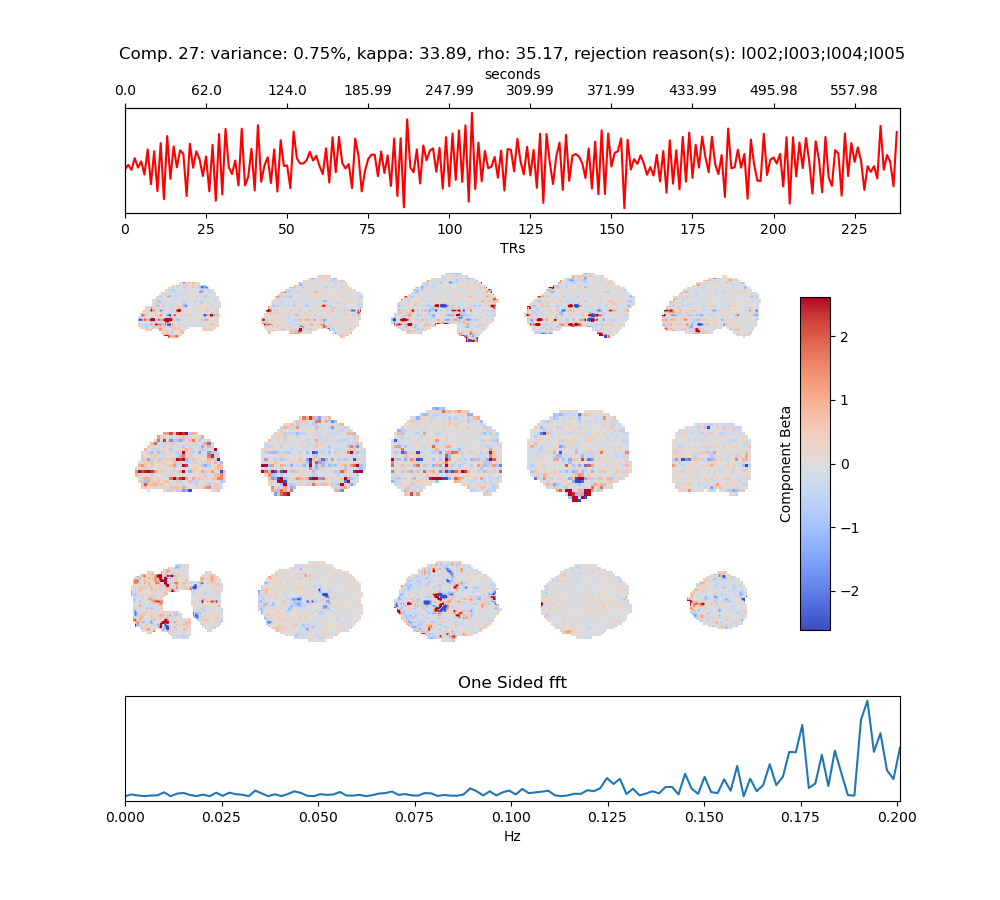 Comp. 27: variance: 0.75%, kappa: 33.89, rho: 35.17, rejection reason(s): I002;I003;I004;I005
seconds
0.0 62.0 124.0 185.99 247.99 309.99 371.99 433.99 495.98 557.98
0 25 50 75 100 125 150 175 200 225
TRs
2
1
0
−1
−2
Component Beta
One Sided fft
0.000 0.025 0.050 0.075 0.100 0.125 0.150 0.175 0.200
Hz